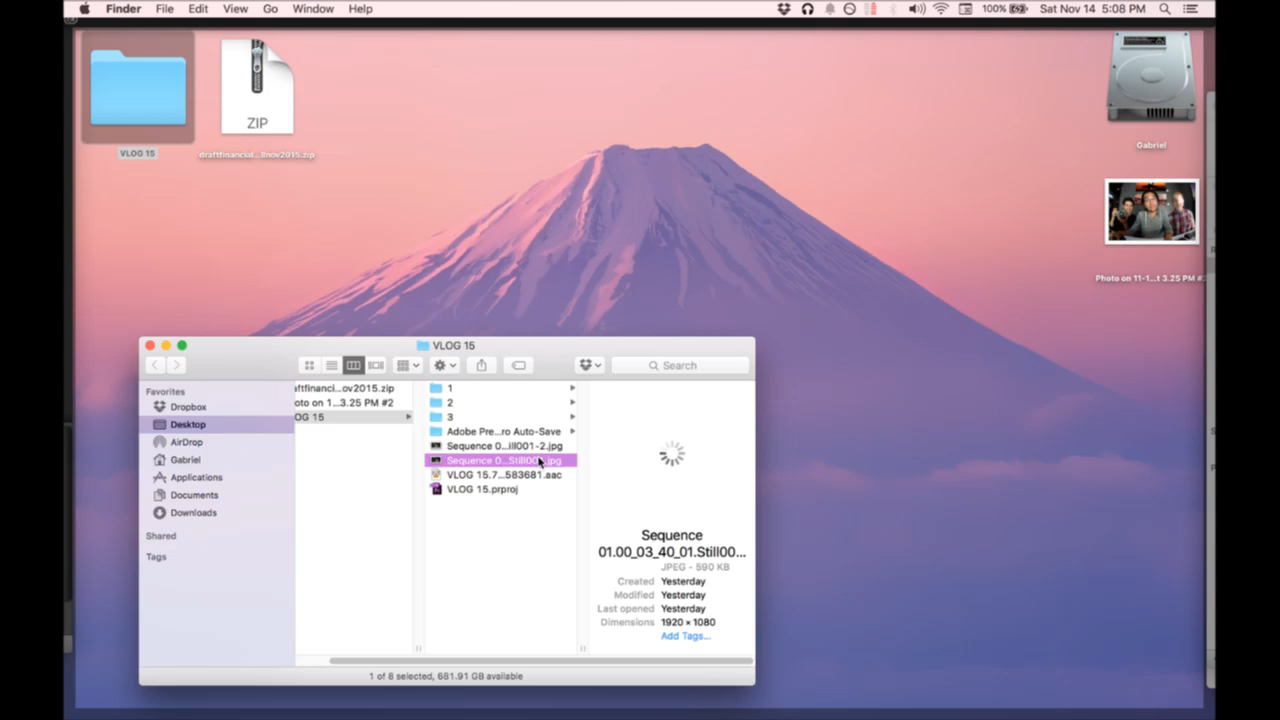 Finder File Edit View Go Window Help
100% Sat Nov 14 5:08 PM
VLOG 15
ZIP
draftfinancial...8nov2015.zip
Gabriel
Photo on 11-1...t 3.25 PM #2
VLOG 15
Search
Favorites
Dropbox
Desktop
AirDrop
Gabriel
Applications
Documents
Downloads
Shared
Tags
aftfinanci...ov2015.zip
oto on 1...3.25 PM #2
OG 15
1
2
3
Adobe Pre...ro Auto-Save
Sequence 0...ill001-2.jpg
Sequence 0...Still00 .jpg
VLOG 15.7...583681.aac
VLOG 15.prproj
Sequence
01.00_03_40_01.Still00...
JPEG - 590 KB
Created Yesterday
Modified Yesterday
Last opened Yesterday
Dimensions 1920 × 1080
Add Tags...
1 of 8 selected, 681.91 GB available